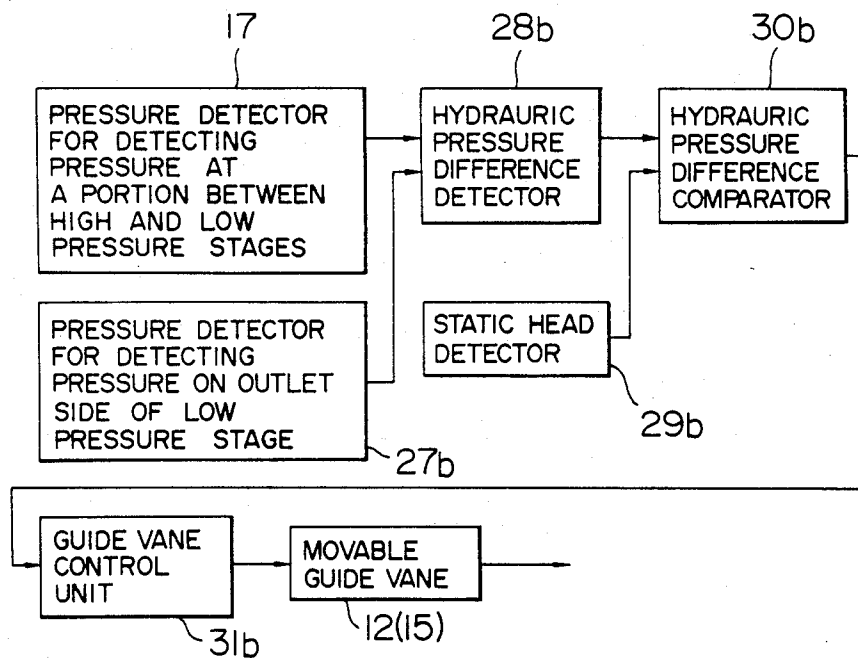 17
28b
30b
PRESSURE DETECTOR
FOR DETECTING
PRESSURE AT
A PORTION BETWEEN
HIGH AND LOW
PRESSURE STAGES
HYDRAURIC
PRESSURE
DIFFERENCE
DETECTOR
HYDRAURIC
PRESSURE
DIFFERENCE
COMPARATOR
PRESSURE DETECTOR
FOR DETECTING
PRESSURE ON OUTLET
SIDE OF LOW
PRESSURE STAGE
27b
STATIC HEAD
DETECTOR
29b
GUIDE VANE
CONTROL
UNIT
31b
MOVABLE
GUIDE VANE
12(15)